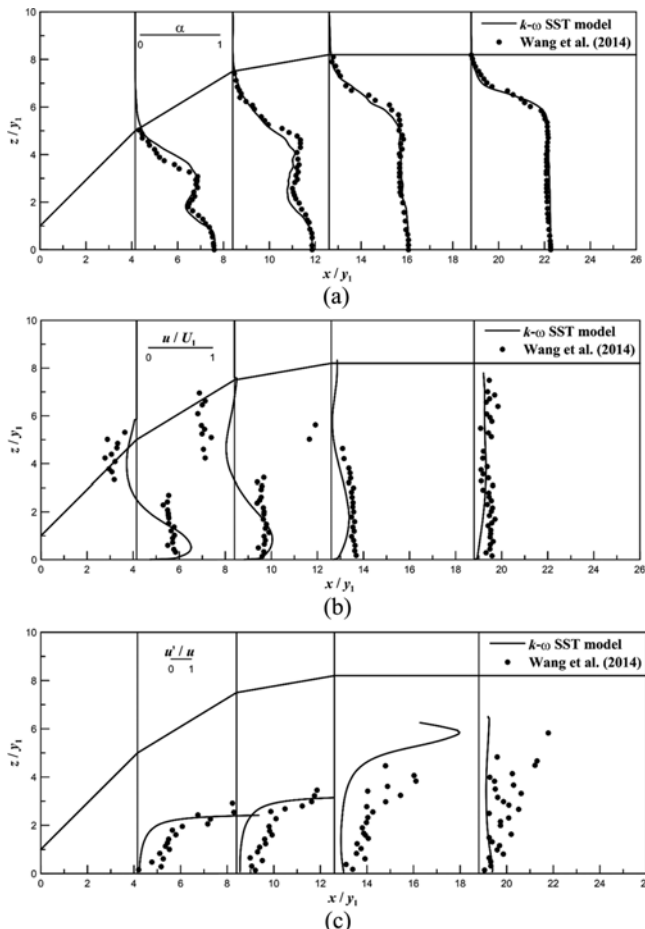 10
8
6
4
2
0
z / y₁
α
0 1
k-ω SST model
Wang et al. (2014)
0 2 4 6 8 10 12 14 16 18 20 22 24 26
x / y₁
(a)
10
8
6
4
2
0
z / y₁
u / U₁
0 1
k-ω SST model
Wang et al. (2014)
0 2 4 6 8 10 12 14 16 18 20 22 24 26
x / y₁
(b)
10
8
6
4
2
0
z / y₁
u' / u
0 1
k-ω SST model
Wang et al. (2014)
0 2 4 6 8 10 12 14 16 18 20 22 24 26
x / y₁
(c)